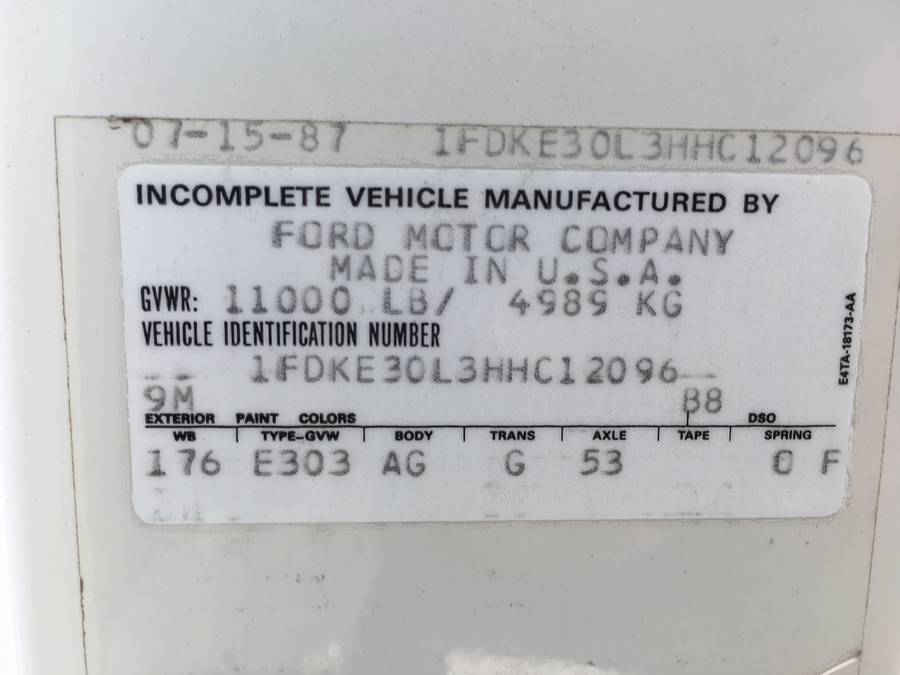 07-15-87 1FDKE30L3HHC12096
INCOMPLETE VEHICLE MANUFACTURED BY
FORD MOTOR COMPANY
MADE IN U.S.A.
GVWR: 11000 LB/ 4989 KG
VEHICLE IDENTIFICATION NUMBER
1FDKE30L3HHC12096
9M B8
EXTERIOR PAINT COLORS DSO
WB TYPE-GVW BODY TRANS AXLE TAPE SPRING
176 E303 AG G 53 0 F
E4TA-18173-AA